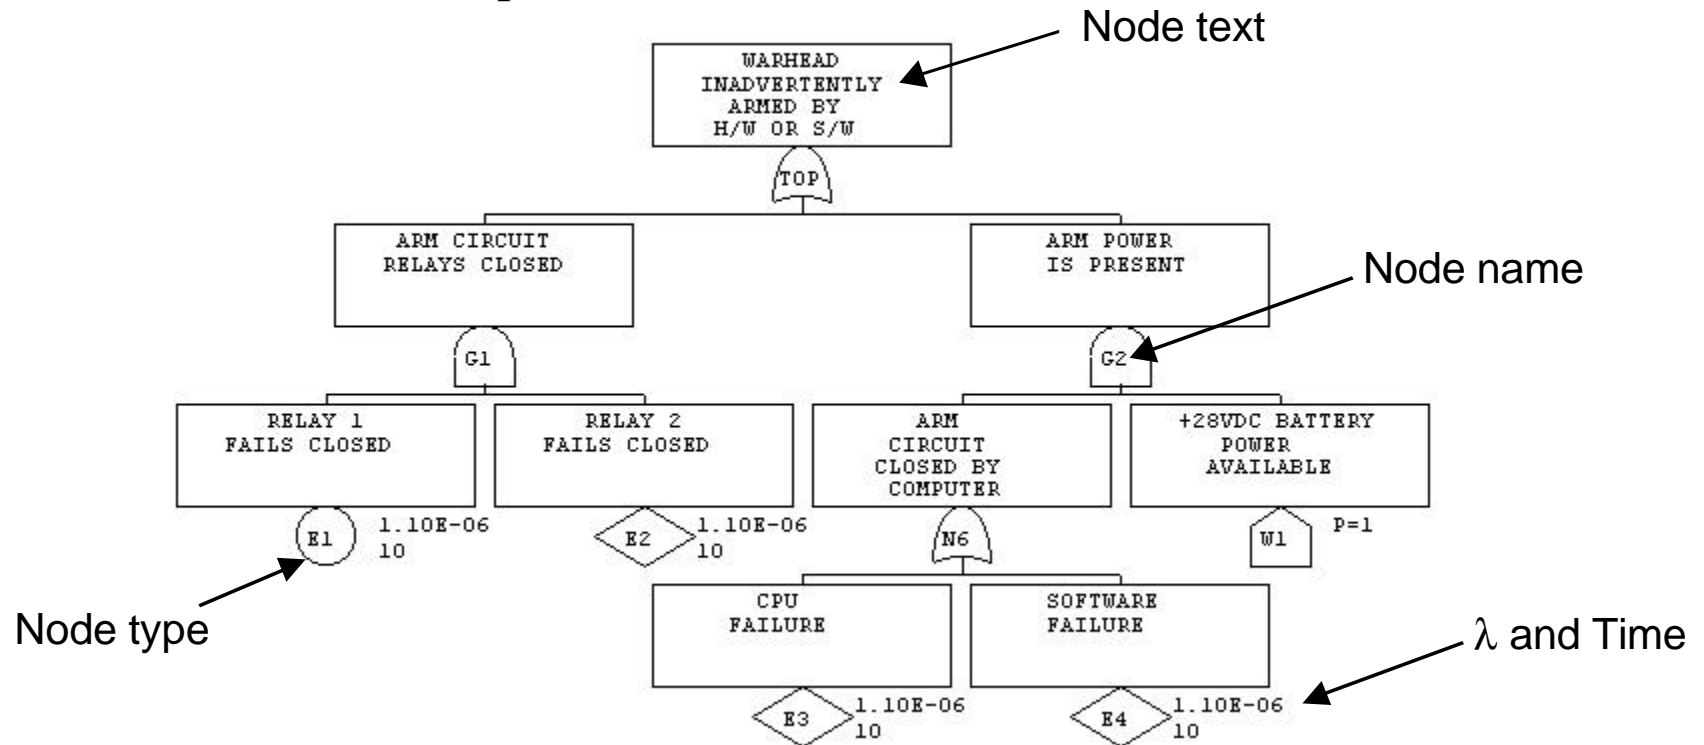 Node text
WARHEAD
INADVERTENTLY
ARMED BY
H/W OR S/W
TOP
ARM CIRCUIT
RELAYS CLOSED
ARM POWER
IS PRESENT
Node name
G1
G2
RELAY 1
FAILS CLOSED
RELAY 2
FAILS CLOSED
ARM
CIRCUIT
CLOSED BY
COMPUTER
+28VDC BATTERY
POWER
AVAILABLE
E1
1.10E-06
10
E2
1.10E-06
10
N6
W1
P=1
Node type
CPU
FAILURE
SOFTWARE
FAILURE
λ and Time
E3
1.10E-06
10
E4
1.10E-06
10